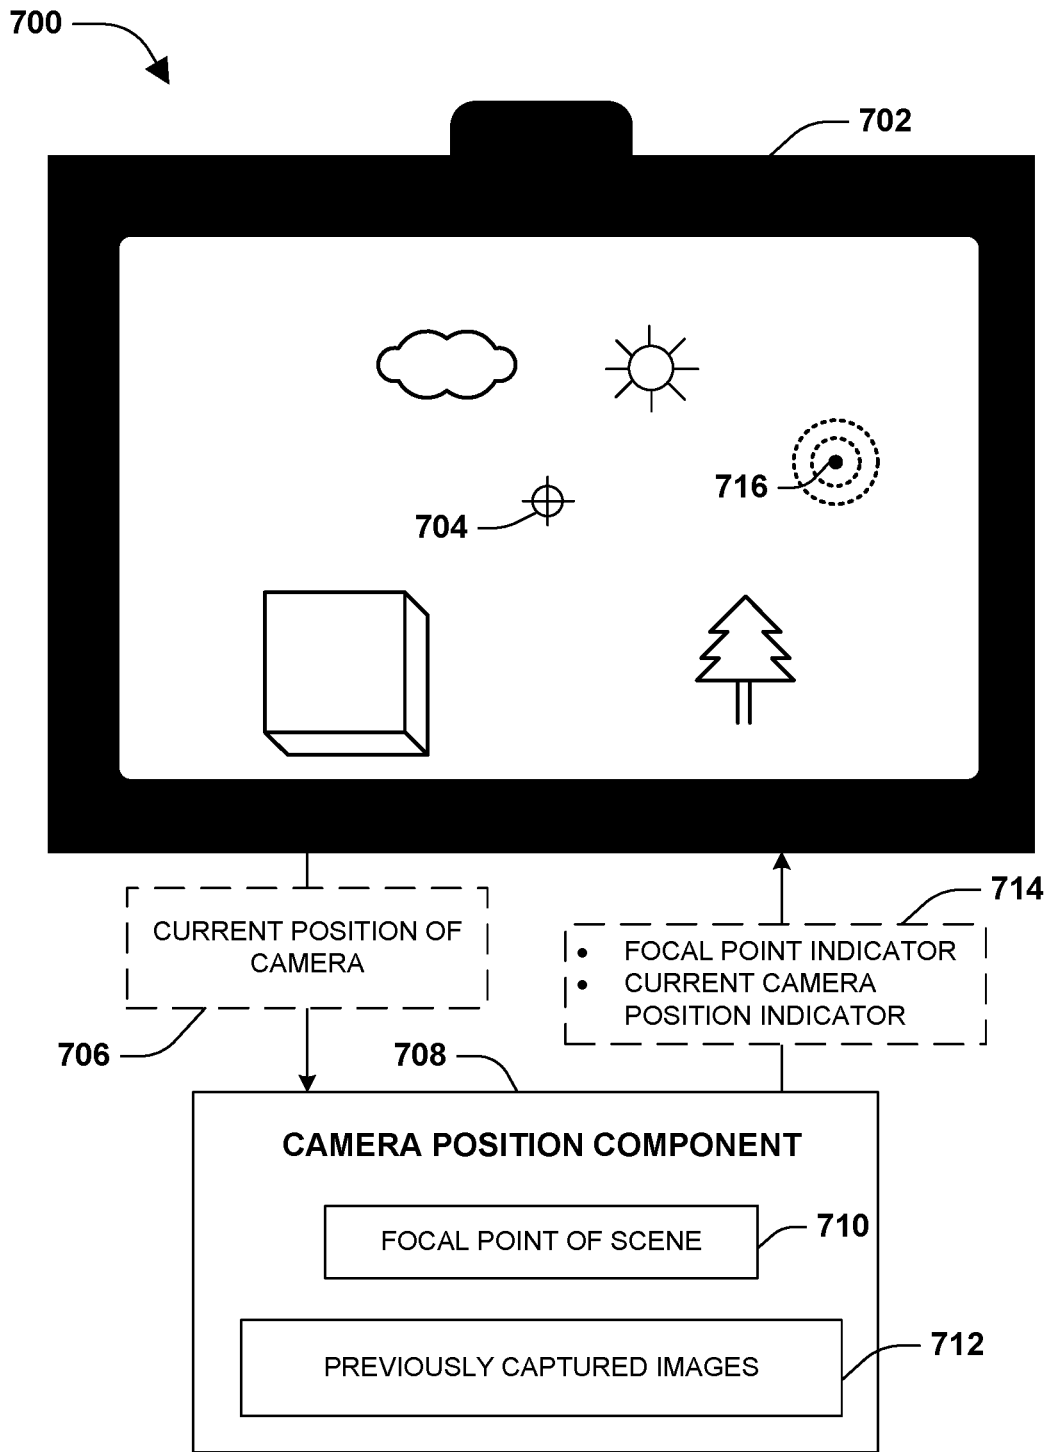 700
702
716
704
CURRENT POSITION OF
CAMERA
714
• FOCAL POINT INDICATOR
• CURRENT CAMERA
POSITION INDICATOR
706
708
CAMERA POSITION COMPONENT
FOCAL POINT OF SCENE
710
PREVIOUSLY CAPTURED IMAGES
712